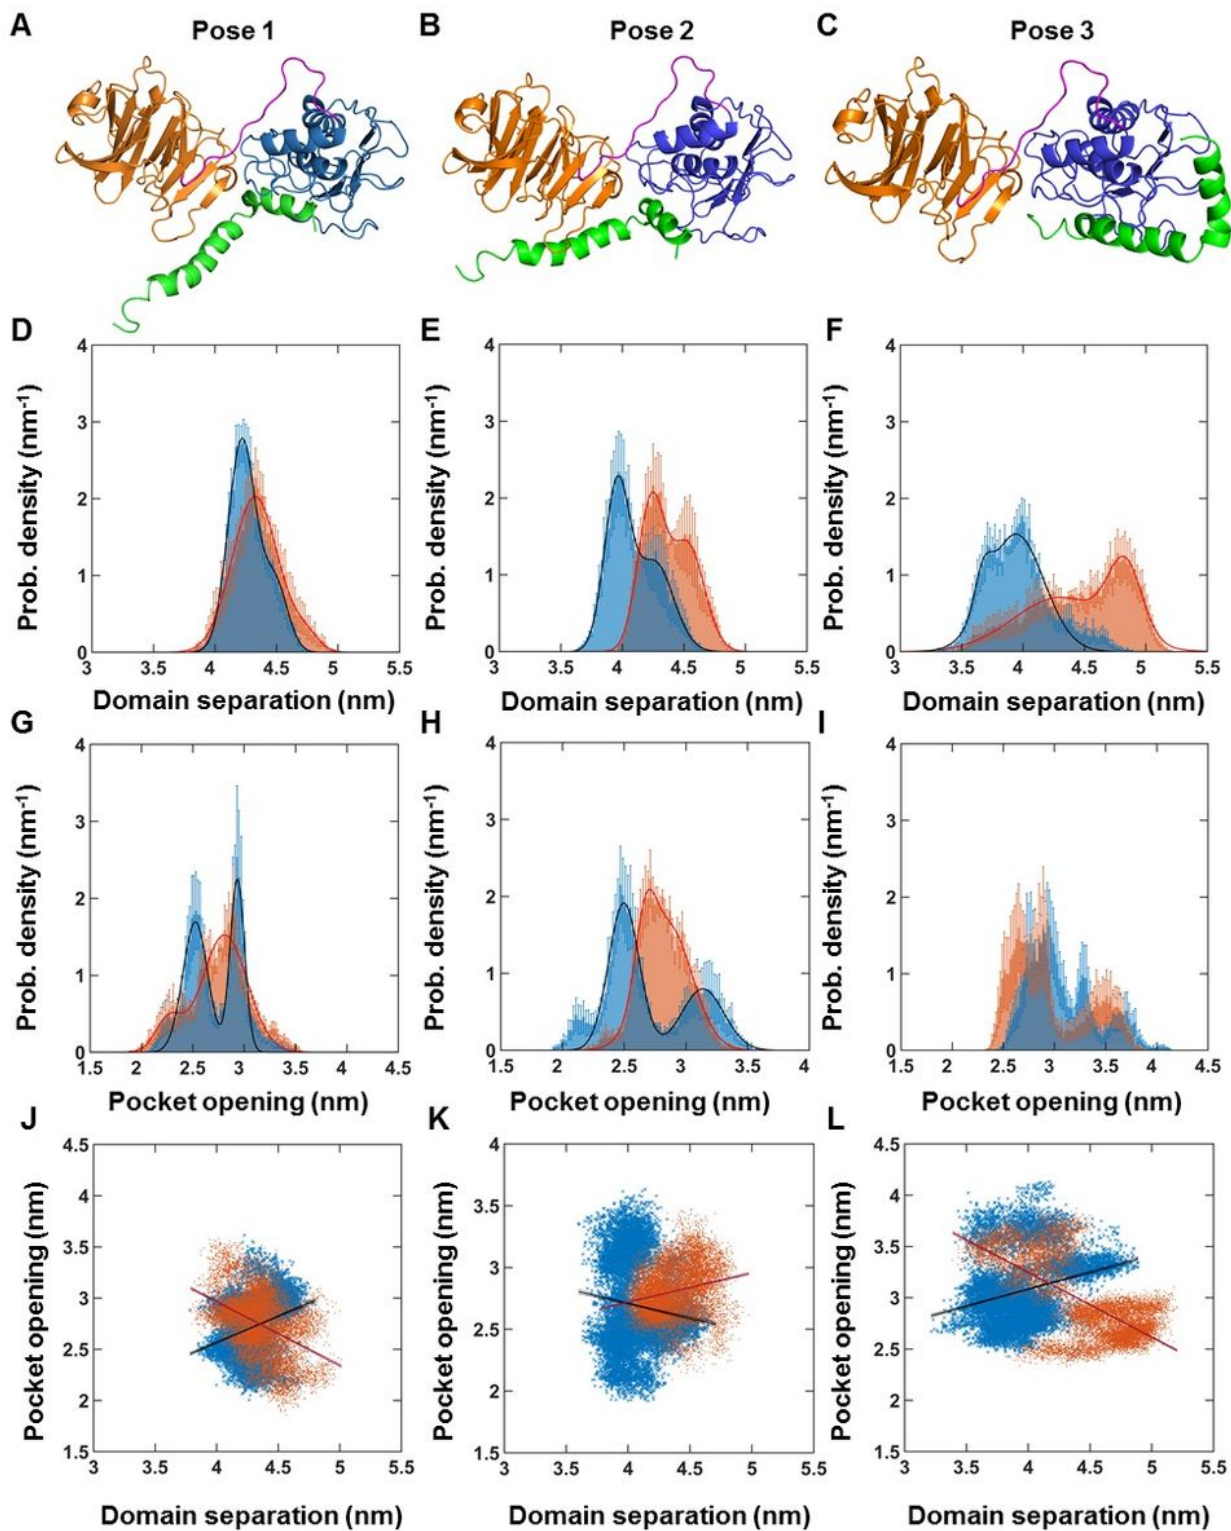 A Pose 1
B Pose 2
C Pose 3
D
4
3
2
1
0
Prob. density (nm-1)
3 3.5 4 4.5 5 5.5
Domain separation (nm)
E
4
3
2
1
0
Prob. density (nm-1)
3 3.5 4 4.5 5 5.5
Domain separation (nm)
F
4
3
2
1
0
Prob. density (nm-1)
3 3.5 4 4.5 5 5.5
Domain separation (nm)
G
4
3
2
1
0
Prob. density (nm-1)
1.5 2 2.5 3 3.5 4 4.5
Pocket opening (nm)
H
4
3
2
1
0
Prob. density (nm-1)
1.5 2 2.5 3 3.5 4
Pocket opening (nm)
I
4
3
2
1
0
Prob. density (nm-1)
1.5 2 2.5 3 3.5 4 4.5
Pocket opening (nm)
J
4.5
4
3.5
3
2.5
2
1.5
Pocket opening (nm)
3 3.5 4 4.5 5 5.5
Domain separation (nm)
K
4
3.5
3
2.5
2
1.5
Pocket opening (nm)
3 3.5 4 4.5 5 5.5
Domain separation (nm)
L
4.5
4
3.5
3
2.5
2
1.5
Pocket opening (nm)
3 3.5 4 4.5 5 5.5
Domain separation (nm)